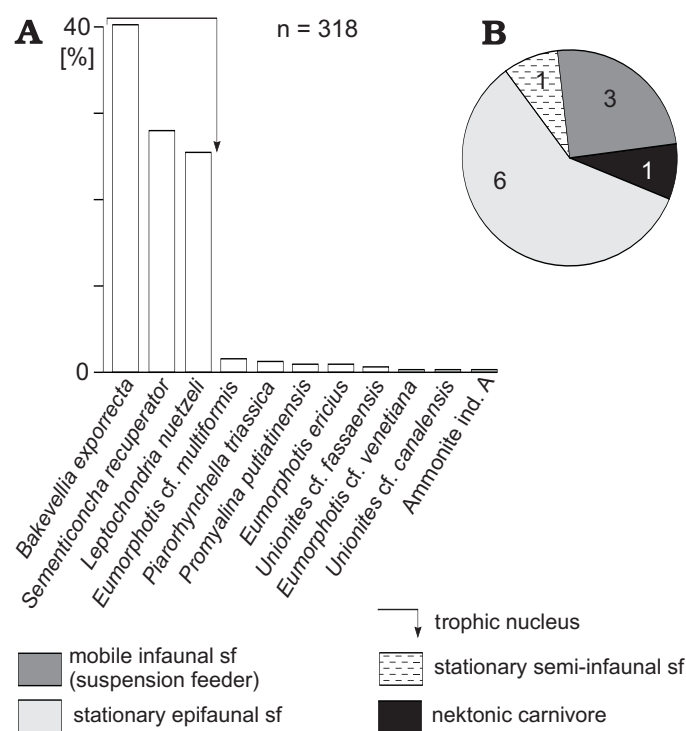 A
40
[%]
0
n = 318
B
1
3
1
6
Bakevellia exporrecta
Sementiconcha recuperator
Leptochondria nuetzeli
Eumorphotis cf. multiformis
Piarorhynchella triassica
Promyalina putiatinensis
Eumorphotis ericius
Unionites cf. fassaensis
Eumorphotis cf. venetiana
Unionites cf. canalensis
Ammonite ind. A
trophic nucleus
mobile infaunal sf
(suspension feeder)
stationary semi-infaunal sf
stationary epifaunal sf
nektonic carnivore